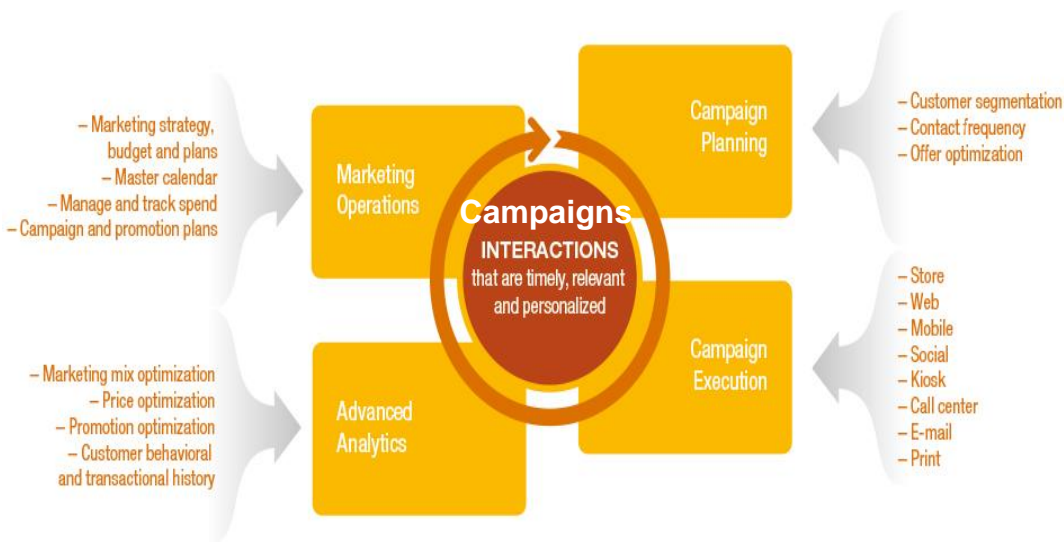 – Marketing strategy,
budget and plans
– Master calendar
– Manage and track spend
– Campaign and promotion plans
Marketing
Operations
Campaign
Planning
– Customer segmentation
– Contact frequency
– Offer optimization
Campaigns
INTERACTIONS
that are timely, relevant
and personalized
– Marketing mix optimization
– Price optimization
– Promotion optimization
– Customer behavioral
and transactional history
Advanced
Analytics
Campaign
Execution
– Store
– Web
– Mobile
– Social
– Kiosk
– Call center
– E-mail
– Print